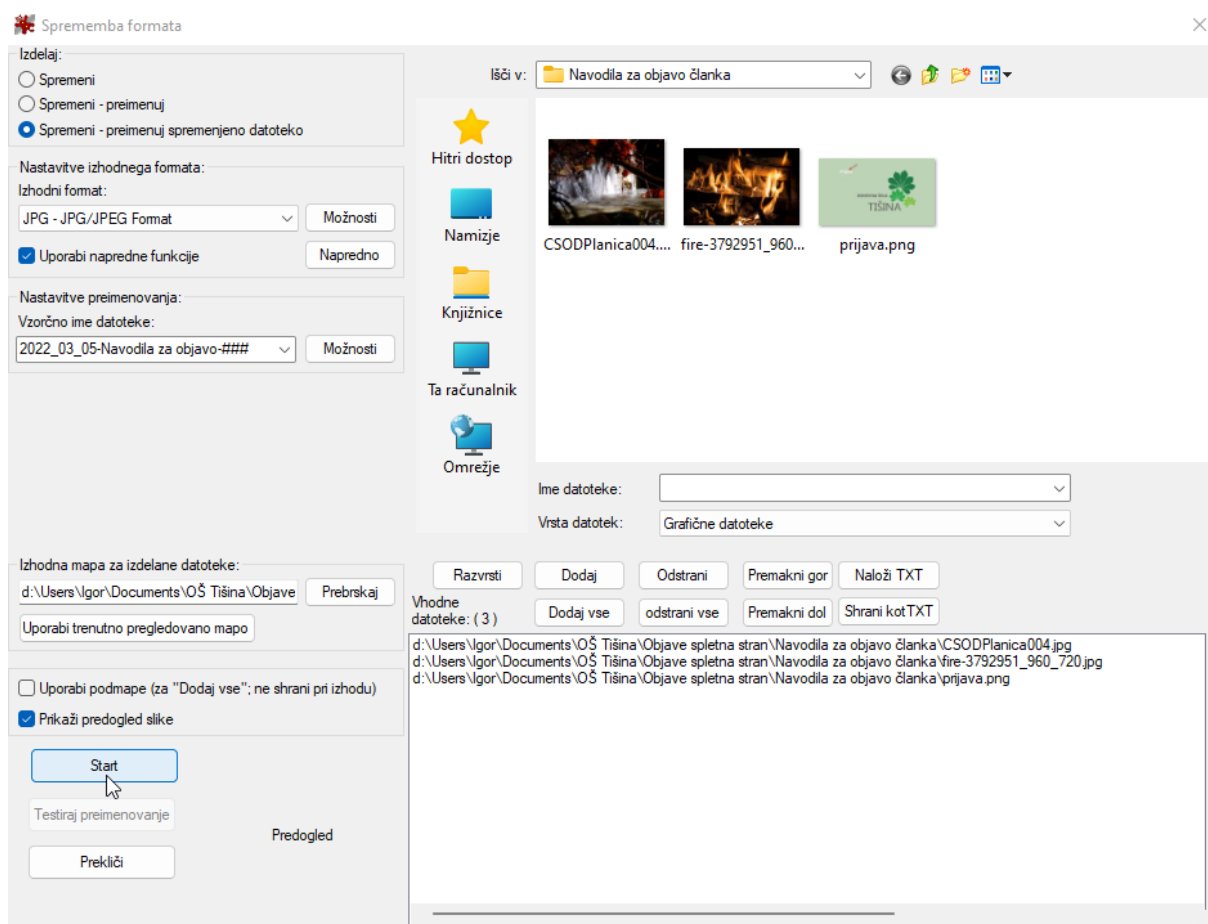 Sprememba formata
Izdelaj:
Spremeni
Spremeni - preimenuj
Spremeni - preimenuj spremenjeno datoteko
Nastavitve izhodnega formata:
Izhodni format:
JPG - JPG/JPEG Format
Možnosti
Uporabi napredne funkcije
Napredno
Nastavitve preimenovanja:
Vzorčno ime datoteke:
2022_03_05-Navodila za objavo-###
Možnosti
Izhodna mapa za izdelane datoteke:
d:\Users\Igor\Documents\OŠ Tišina\Objave
Prebrskaj
Uporabi trenutno pregledovano mapo
Uporabi podmape (za "Dodaj vse"; ne shrani pri izhodu)
Prikaži predogled slike
Start
Testiraj preimenovanje
Prekliči
Predogled
Išči v:
Navodila za objavo članka
Hitri dostop
Namizje
Knjižnice
Ta računalnik
Omrežje
TIŠINA
CSODPlanica004....
fire-3792951_960...
prijava.png
Ime datoteke:
Vrsta datotek:
Grafične datoteke
Razvrsti
Dodaj
Odstrani
Premakni gor
Naloži TXT
Vhodne
datoteke: ( 3 )
Dodaj vse
odstrani vse
Premakni dol
Shrani kot TXT
d:\Users\Igor\Documents\OŠ Tišina\Objave spletna stran\Navodila za objavo članka\CSODPlanica004.jpg
d:\Users\Igor\Documents\OŠ Tišina\Objave spletna stran\Navodila za objavo članka\fire-3792951_960_720.jpg
d:\Users\Igor\Documents\OŠ Tišina\Objave spletna stran\Navodila za objavo članka\prijava.png